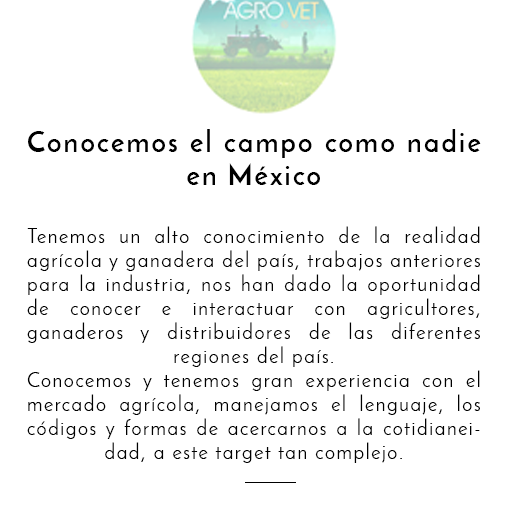 AGRO VET
Conocemos el campo como nadie
en México
Tenemos un alto conocimiento de la realidad
agrícola y ganadera del país, trabajos anteriores
para la industria, nos han dado la oportunidad
de conocer e interactuar con agricultores,
ganaderos y distribuidores de las diferentes
regiones del país.
Conocemos y tenemos gran experiencia con el
mercado agrícola, manejamos el lenguaje, los
códigos y formas de acercarnos a la cotidianei-
dad, a este target tan complejo.